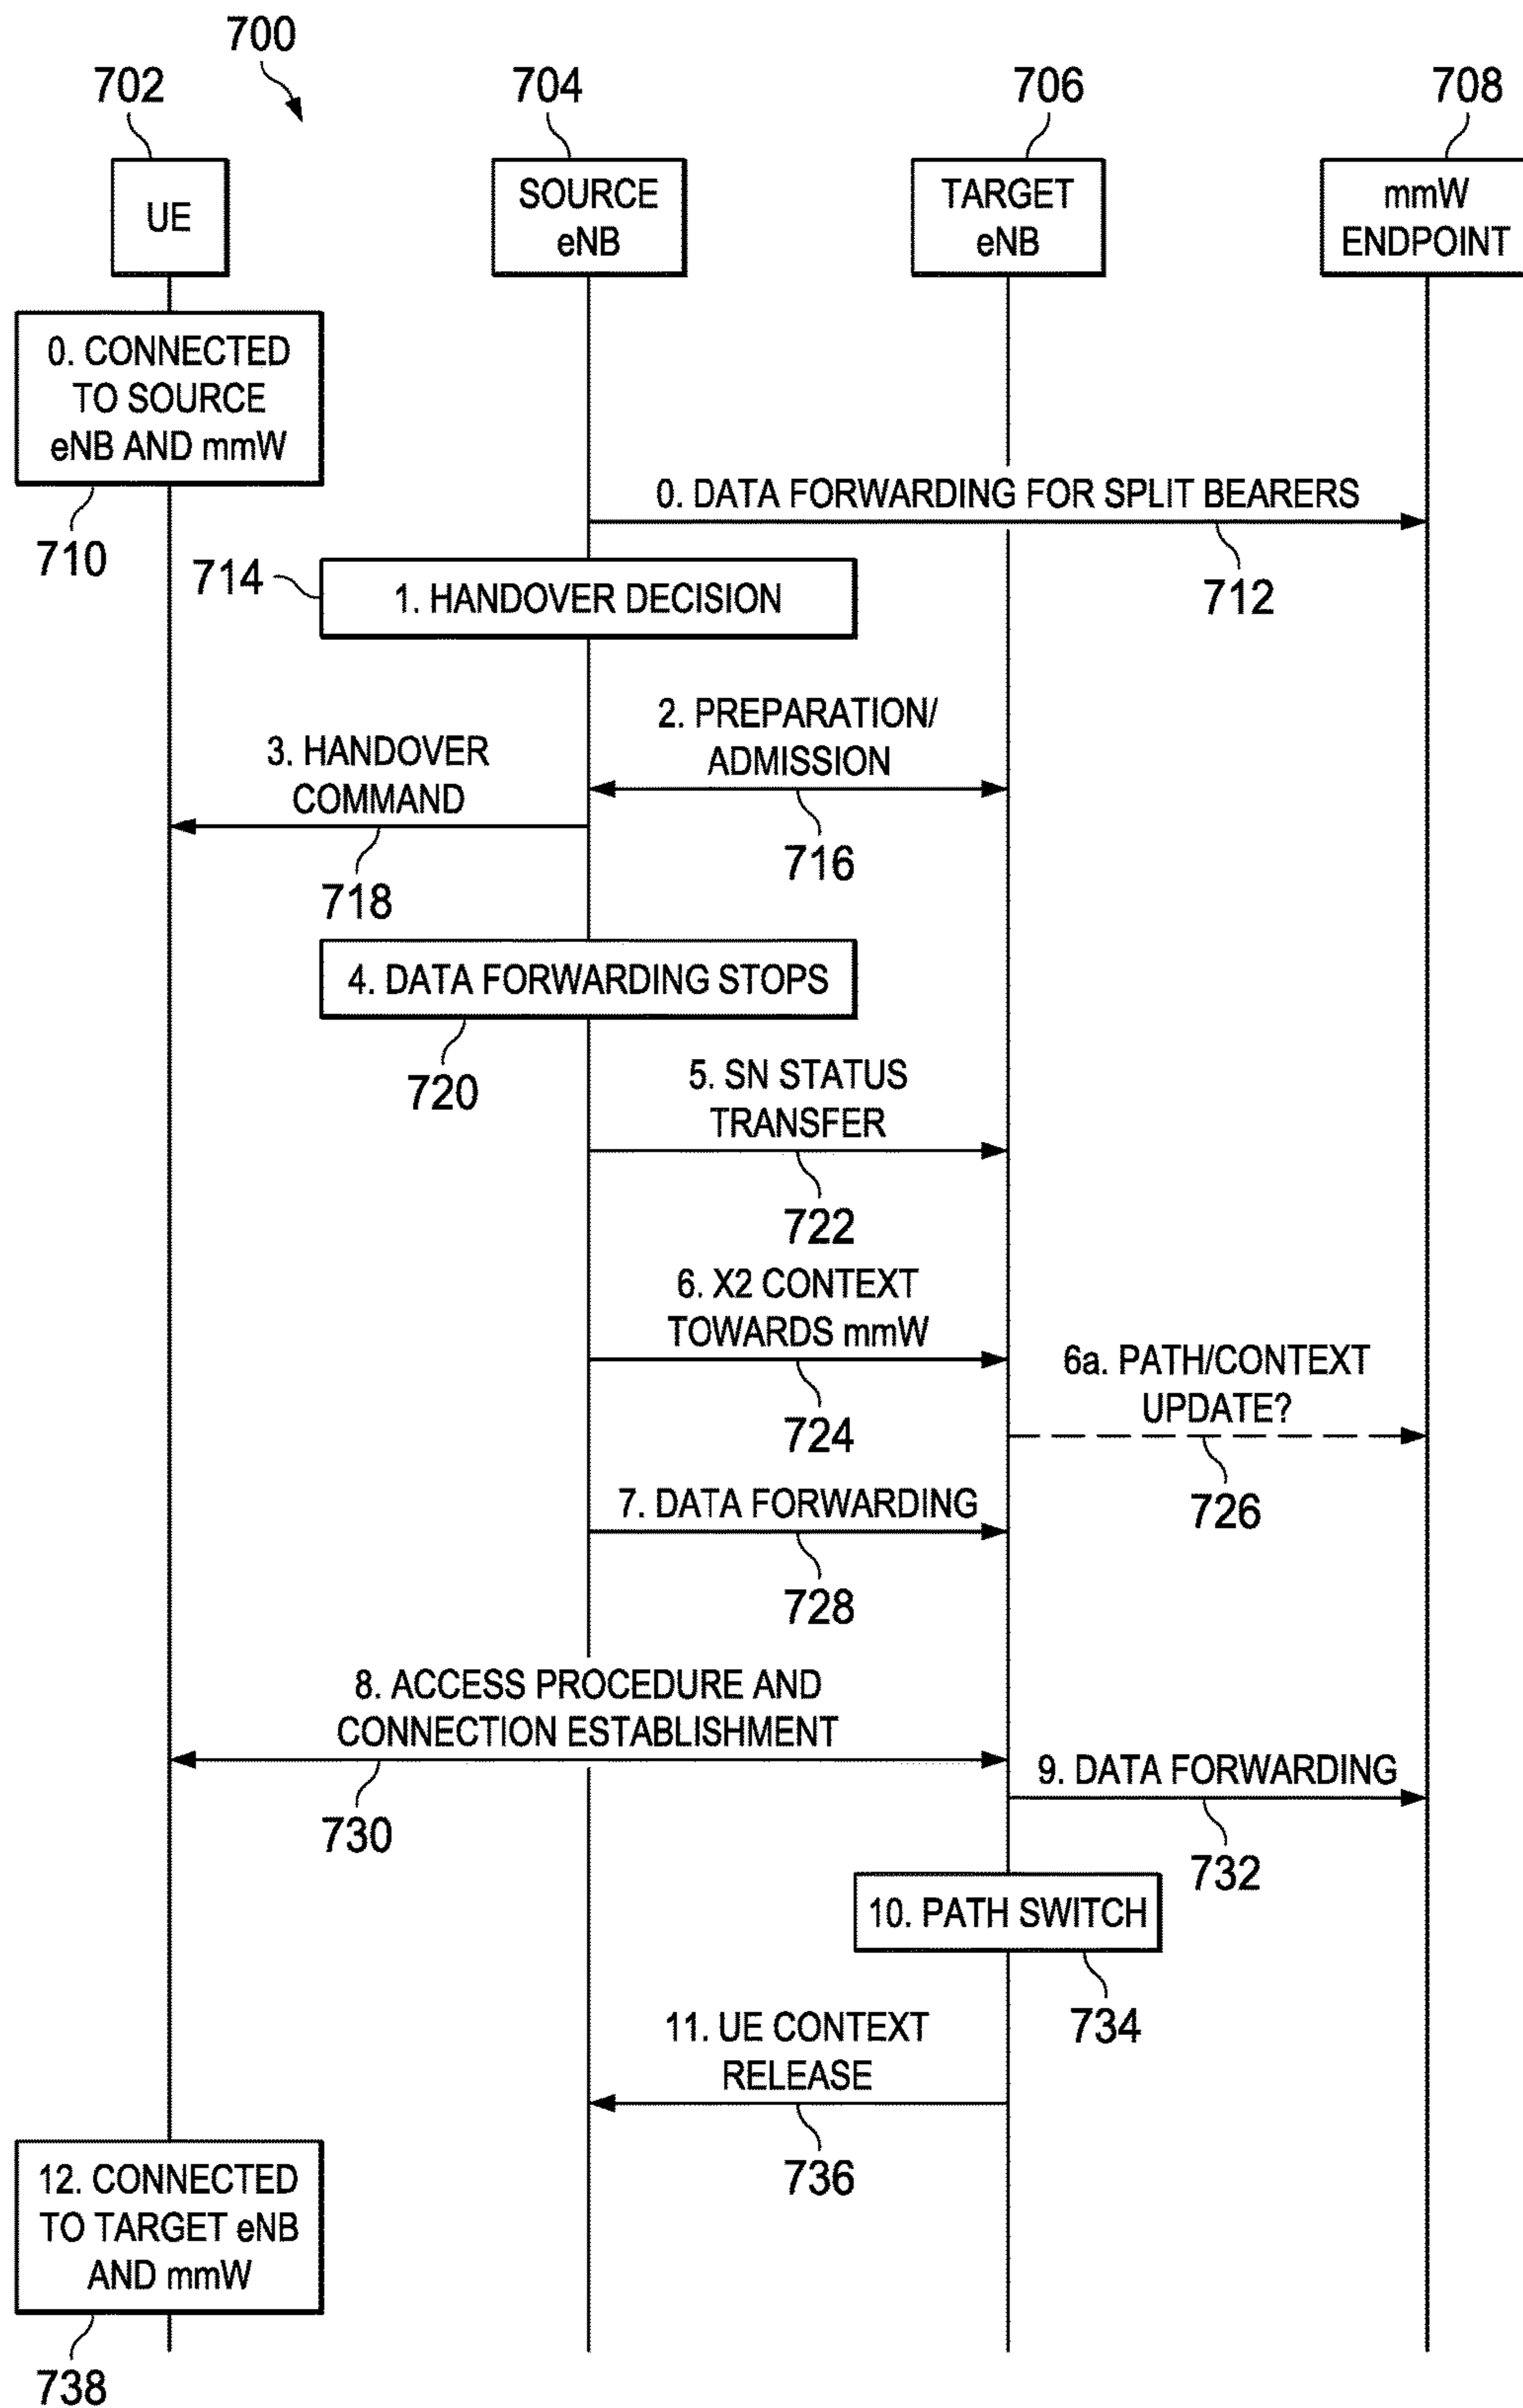 700
702
704
706
708
UE
SOURCE
eNB
TARGET
eNB
mmW
ENDPOINT
0. CONNECTED
TO SOURCE
eNB AND mmW
710
0. DATA FORWARDING FOR SPLIT BEARERS
712
714
1. HANDOVER DECISION
2. PREPARATION/
ADMISSION
716
3. HANDOVER
COMMAND
718
4. DATA FORWARDING STOPS
720
5. SN STATUS
TRANSFER
722
6. X2 CONTEXT
TOWARDS mmW
724
6a. PATH/CONTEXT
UPDATE?
726
7. DATA FORWARDING
728
8. ACCESS PROCEDURE AND
CONNECTION ESTABLISHMENT
730
9. DATA FORWARDING
732
10. PATH SWITCH
734
11. UE CONTEXT
RELEASE
736
12. CONNECTED
TO TARGET eNB
AND mmW
738